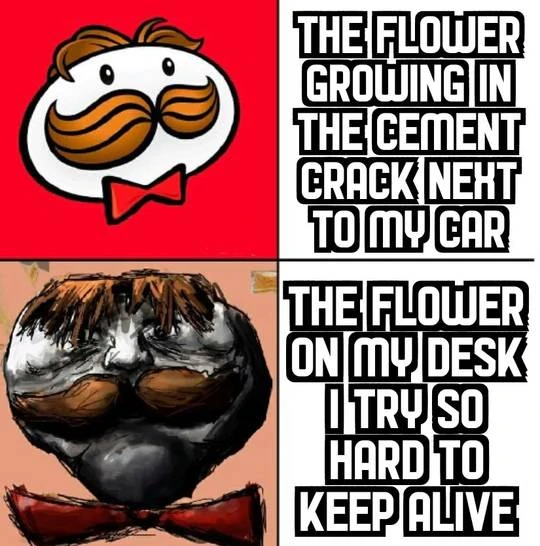 THE FLOWER
GROWING IN
THE CEMENT
CRACK NEXT
TO MY CAR
THE FLOWER
ON MY DESK
I TRY SO
HARD TO
KEEP ALIVE